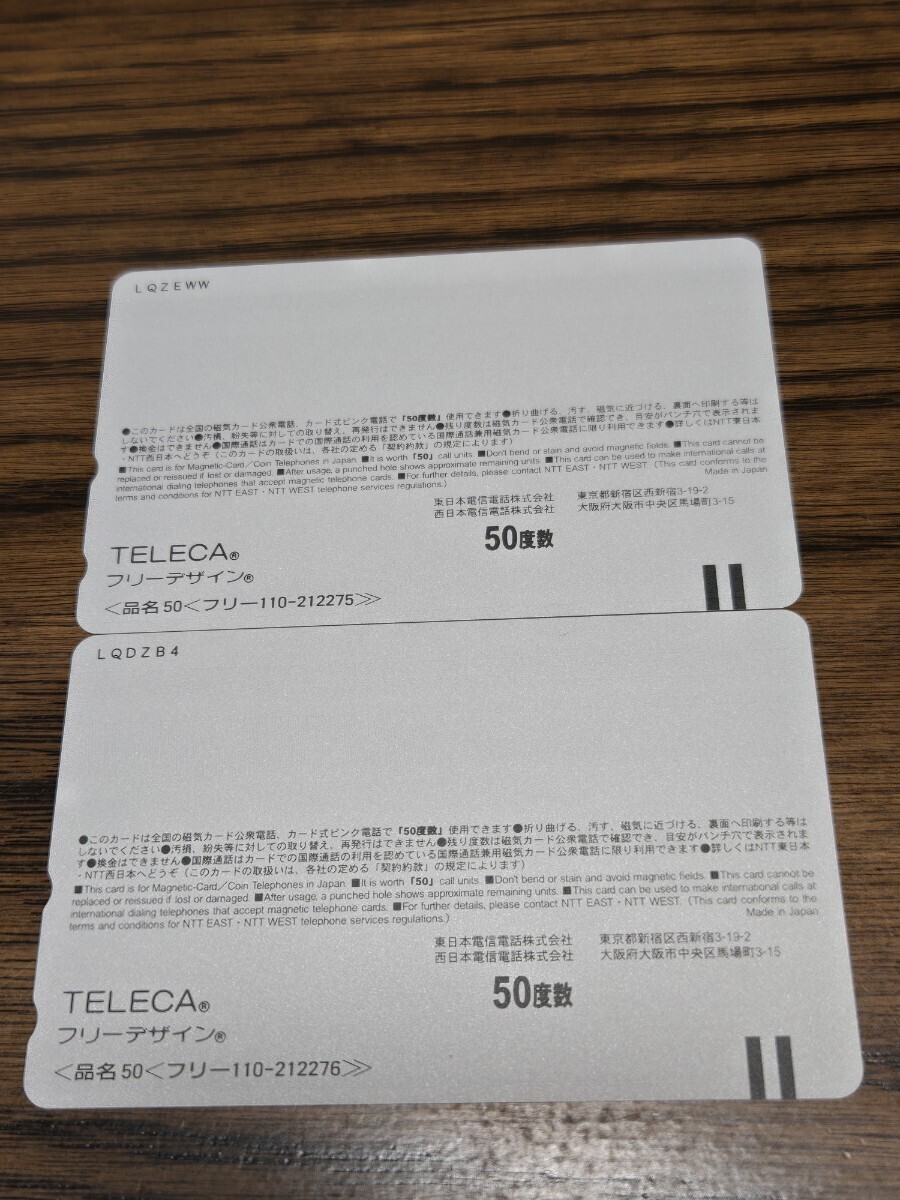 LQZEWW
●このカードは全国の磁気カード公衆電話、カード式ピンク電話で「50度数」使用できます●折り曲げる、汚す、磁気に近づける、裏面へ印刷する等は
しないでください●汚損、紛失等に対しての取り替え、再発行はできません●残り度数は磁気カード公衆電話で確認でき、目安がパンチ穴で表示されま
す●換金はできません●国際通話はカードでの国際通話の利用を認めている国際通話兼用磁気カード公衆電話に限り利用できます●詳しくはNTT東日本
・NTT西日本へどうぞ（このカードの取扱いは、各社の定める「契約約款」の規定によります）
■This card is for Magnetic-Card／Coin Telephones in Japan. ■It is worth「50」call units. ■Don't bend or stain and avoid magnetic fields. ■This card cannot be
replaced or reissued if lost or damaged. ■After usage, a punched hole shows approximate remaining units. ■This card can be used to make international calls at
international dialing telephones that accept magnetic telephone cards. ■For further details, please contact NTT EAST・NTT WEST.（This card conforms to the
terms and conditions for NTT EAST・NTT WEST telephone services regulations.） Made in Japan
東日本電信電話株式会社 東京都新宿区西新宿3-19-2
西日本電信電話株式会社 大阪府大阪市中央区馬場町3-15
50度数
TELECA®
フリーデザイン®
＜品名50＜フリー110-212275≫
LQDZB4
●このカードは全国の磁気カード公衆電話、カード式ピンク電話で「50度数」使用できます●折り曲げる、汚す、磁気に近づける、裏面へ印刷する等は
しないでください●汚損、紛失等に対しての取り替え、再発行はできません●残り度数は磁気カード公衆電話で確認でき、目安がパンチ穴で表示されま
す●換金はできません●国際通話はカードでの国際通話の利用を認めている国際通話兼用磁気カード公衆電話に限り利用できます●詳しくはNTT東日本
・NTT西日本へどうぞ（このカードの取扱いは、各社の定める「契約約款」の規定によります）
■This card is for Magnetic-Card／Coin Telephones in Japan. ■It is worth「50」call units. ■Don't bend or stain and avoid magnetic fields. ■This card cannot be
replaced or reissued if lost or damaged. ■After usage, a punched hole shows approximate remaining units. ■This card can be used to make international calls at
international dialing telephones that accept magnetic telephone cards. ■For further details, please contact NTT EAST・NTT WEST.（This card conforms to the
terms and conditions for NTT EAST・NTT WEST telephone services regulations.） Made in Japan
東日本電信電話株式会社 東京都新宿区西新宿3-19-2
西日本電信電話株式会社 大阪府大阪市中央区馬場町3-15
50度数
TELECA®
フリーデザイン®
＜品名50＜フリー110-212276≫